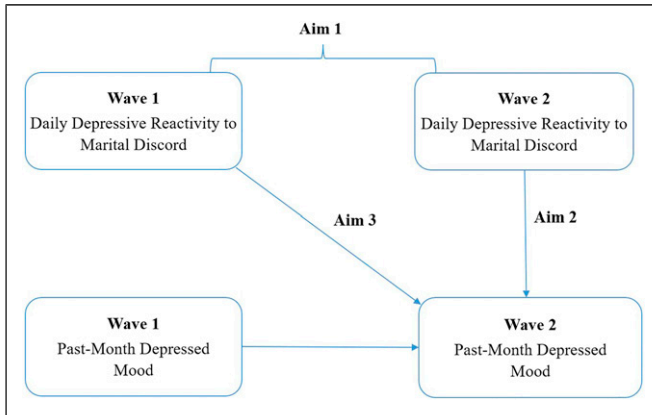 Aim 1
Wave 1
Daily Depressive Reactivity to
Marital Discord
Wave 2
Daily Depressive Reactivity to
Marital Discord
Aim 3
Aim 2
Wave 1
Past-Month Depressed
Mood
Wave 2
Past-Month Depressed
Mood